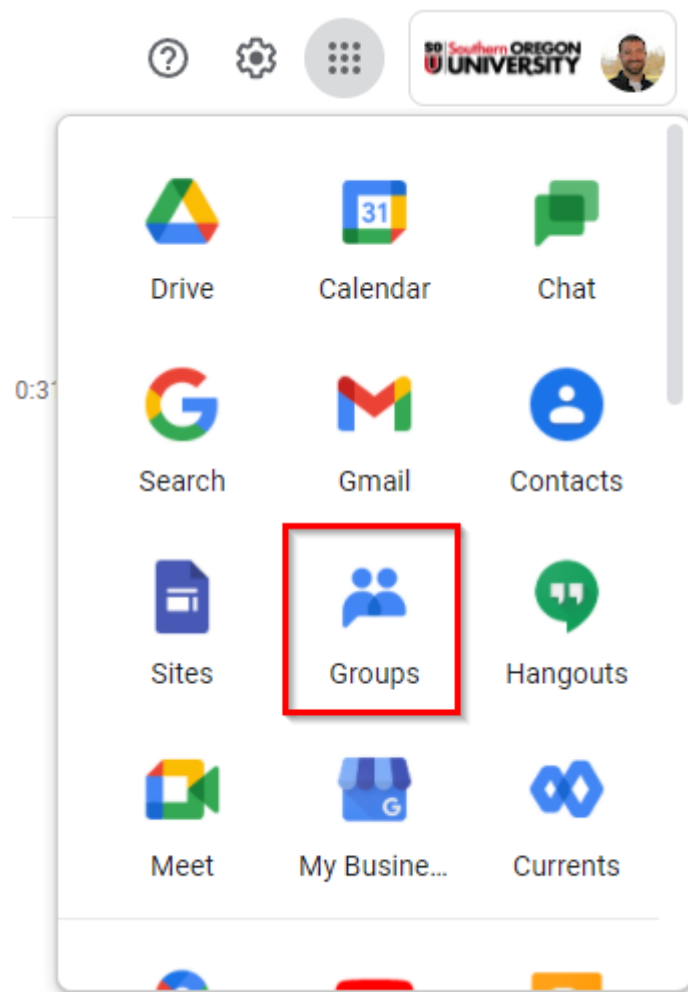 SO Southern OREGON
U UNIVERSITY
31
Drive Calendar Chat
0:31
Search Gmail Contacts
Sites Groups Hangouts
G
Meet My Busine... Currents